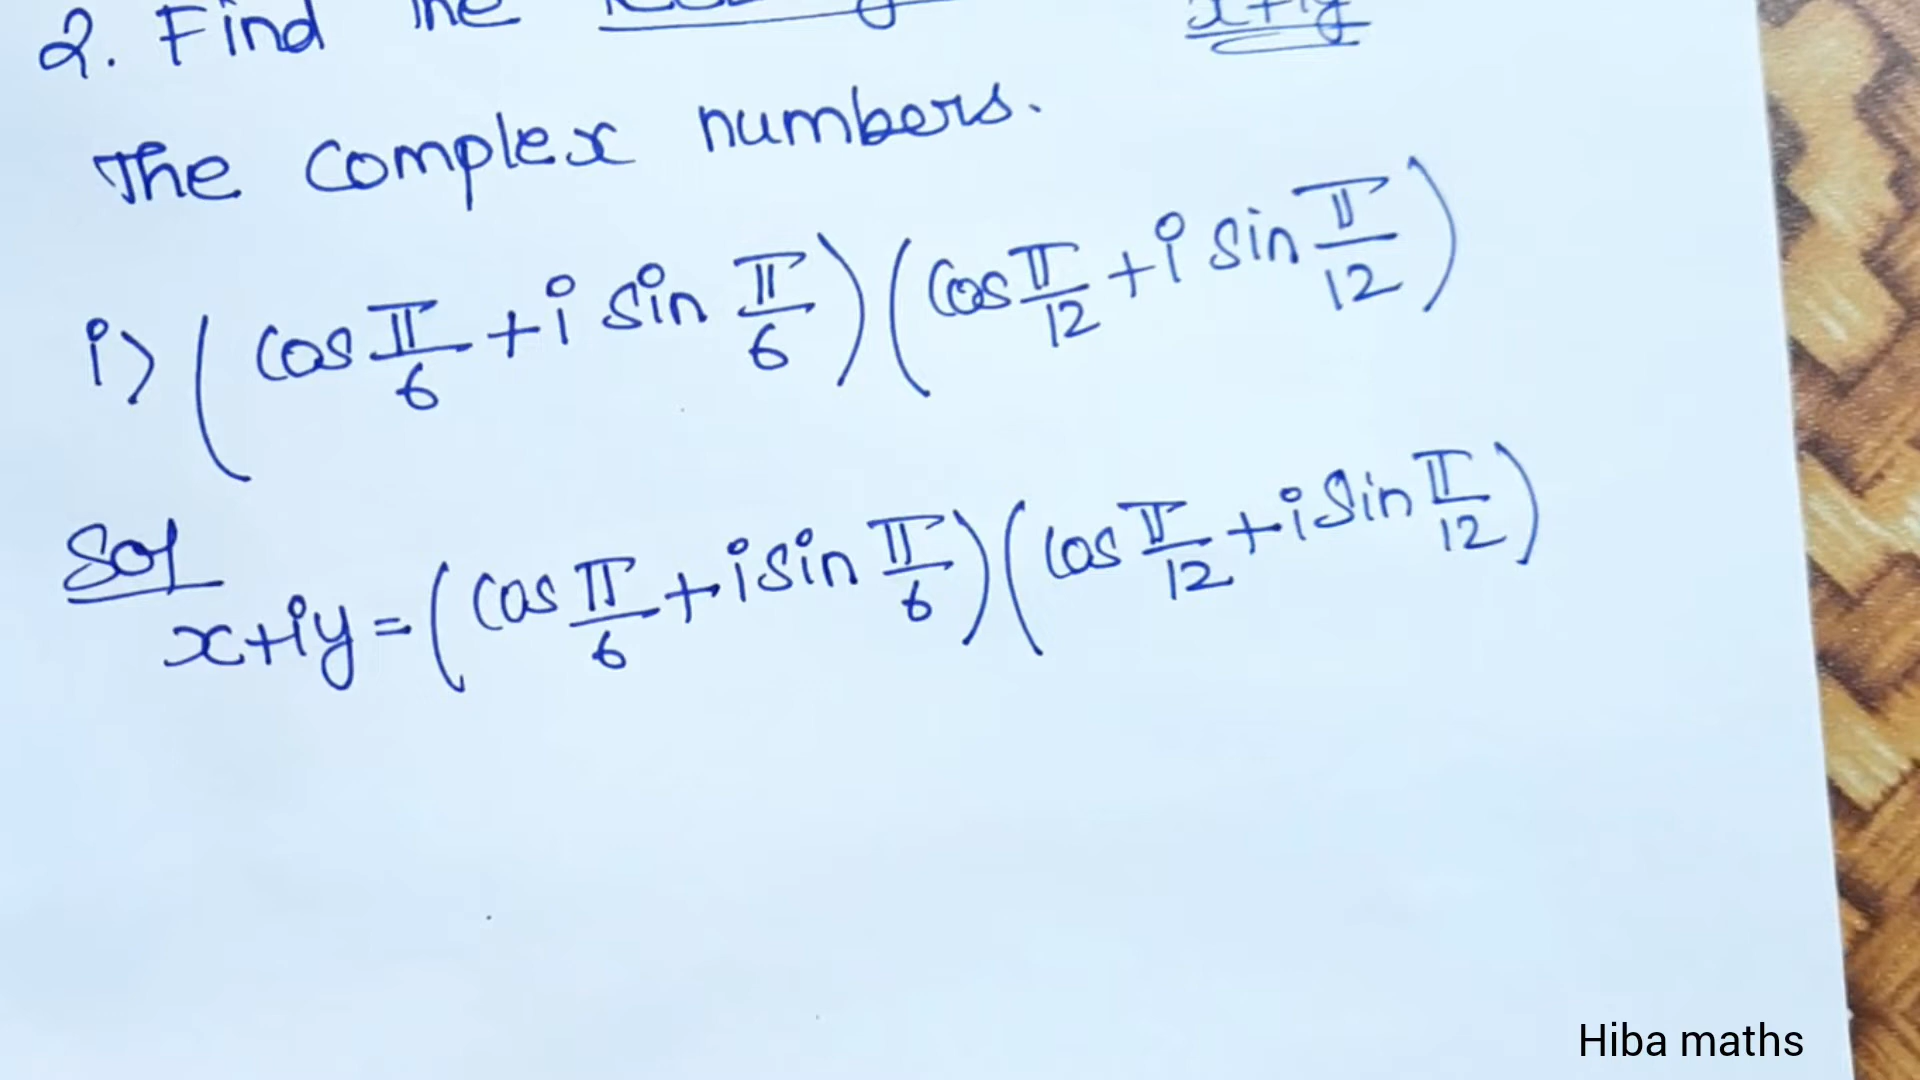 2. Find the x+iy
The complex numbers.
i) (cos π/6 + i sin π/6) (cos π/12 + i sin π/12)
Sol
x+iy = (cos π/6 + i sin π/6) (cos π/12 + i sin π/12)
Hiba maths